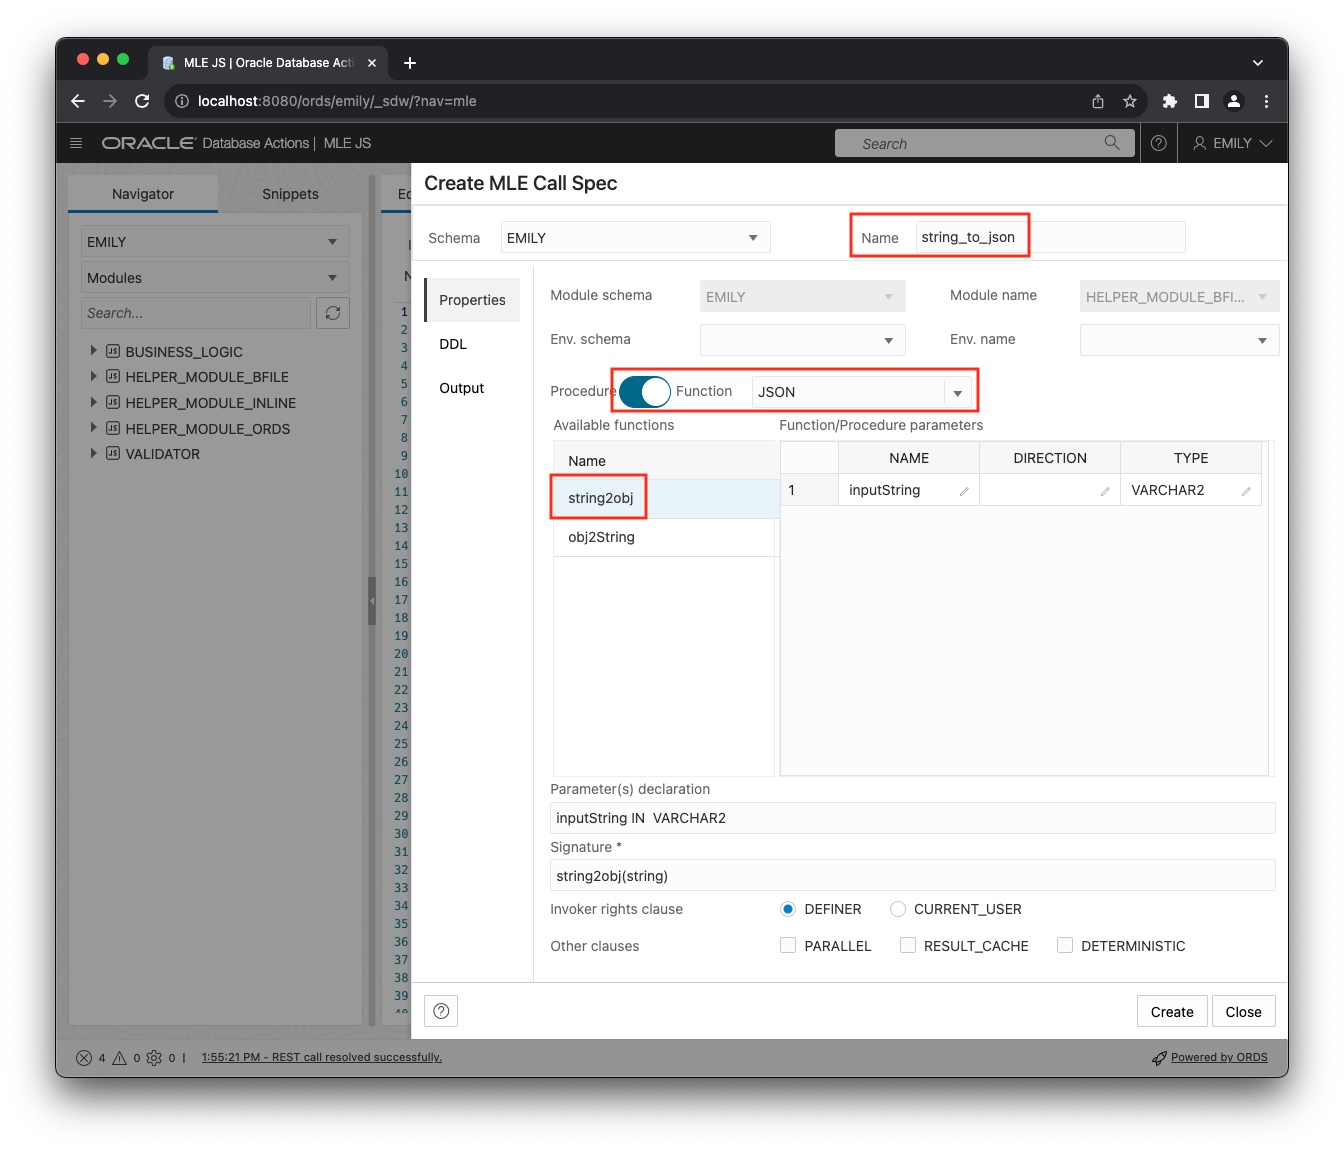 MLE JS | Oracle Database Acti
localhost:8080/ords/emily/_sdw/?nav=mle
ORACLE Database Actions | MLE JS
Search
EMILY
Navigator
Snippets
EMILY
Modules
Search...
BUSINESS_LOGIC
HELPER_MODULE_BFILE
HELPER_MODULE_INLINE
HELPER_MODULE_ORDS
VALIDATOR
Ed
N
1
2
3
4
5
6
7
8
9
10
11
12
13
14
15
16
17
18
19
20
21
22
23
24
25
26
27
28
29
30
31
32
33
34
35
36
37
38
39
Create MLE Call Spec
Schema EMILY Name string_to_json
Properties
DDL
Output
Module schema EMILY Module name HELPER_MODULE_BFI...
Env. schema Env. name
Procedure Function JSON
Available functions
Name
string2obj
obj2String
Function/Procedure parameters
NAME DIRECTION TYPE
1 inputString VARCHAR2
Parameter(s) declaration
inputString IN VARCHAR2
Signature *
string2obj(string)
Invoker rights clause DEFINER CURRENT_USER
Other clauses PARALLEL RESULT_CACHE DETERMINISTIC
Create Close
4 0 0 | 1:55:21 PM - REST call resolved successfully.
Powered by ORDS